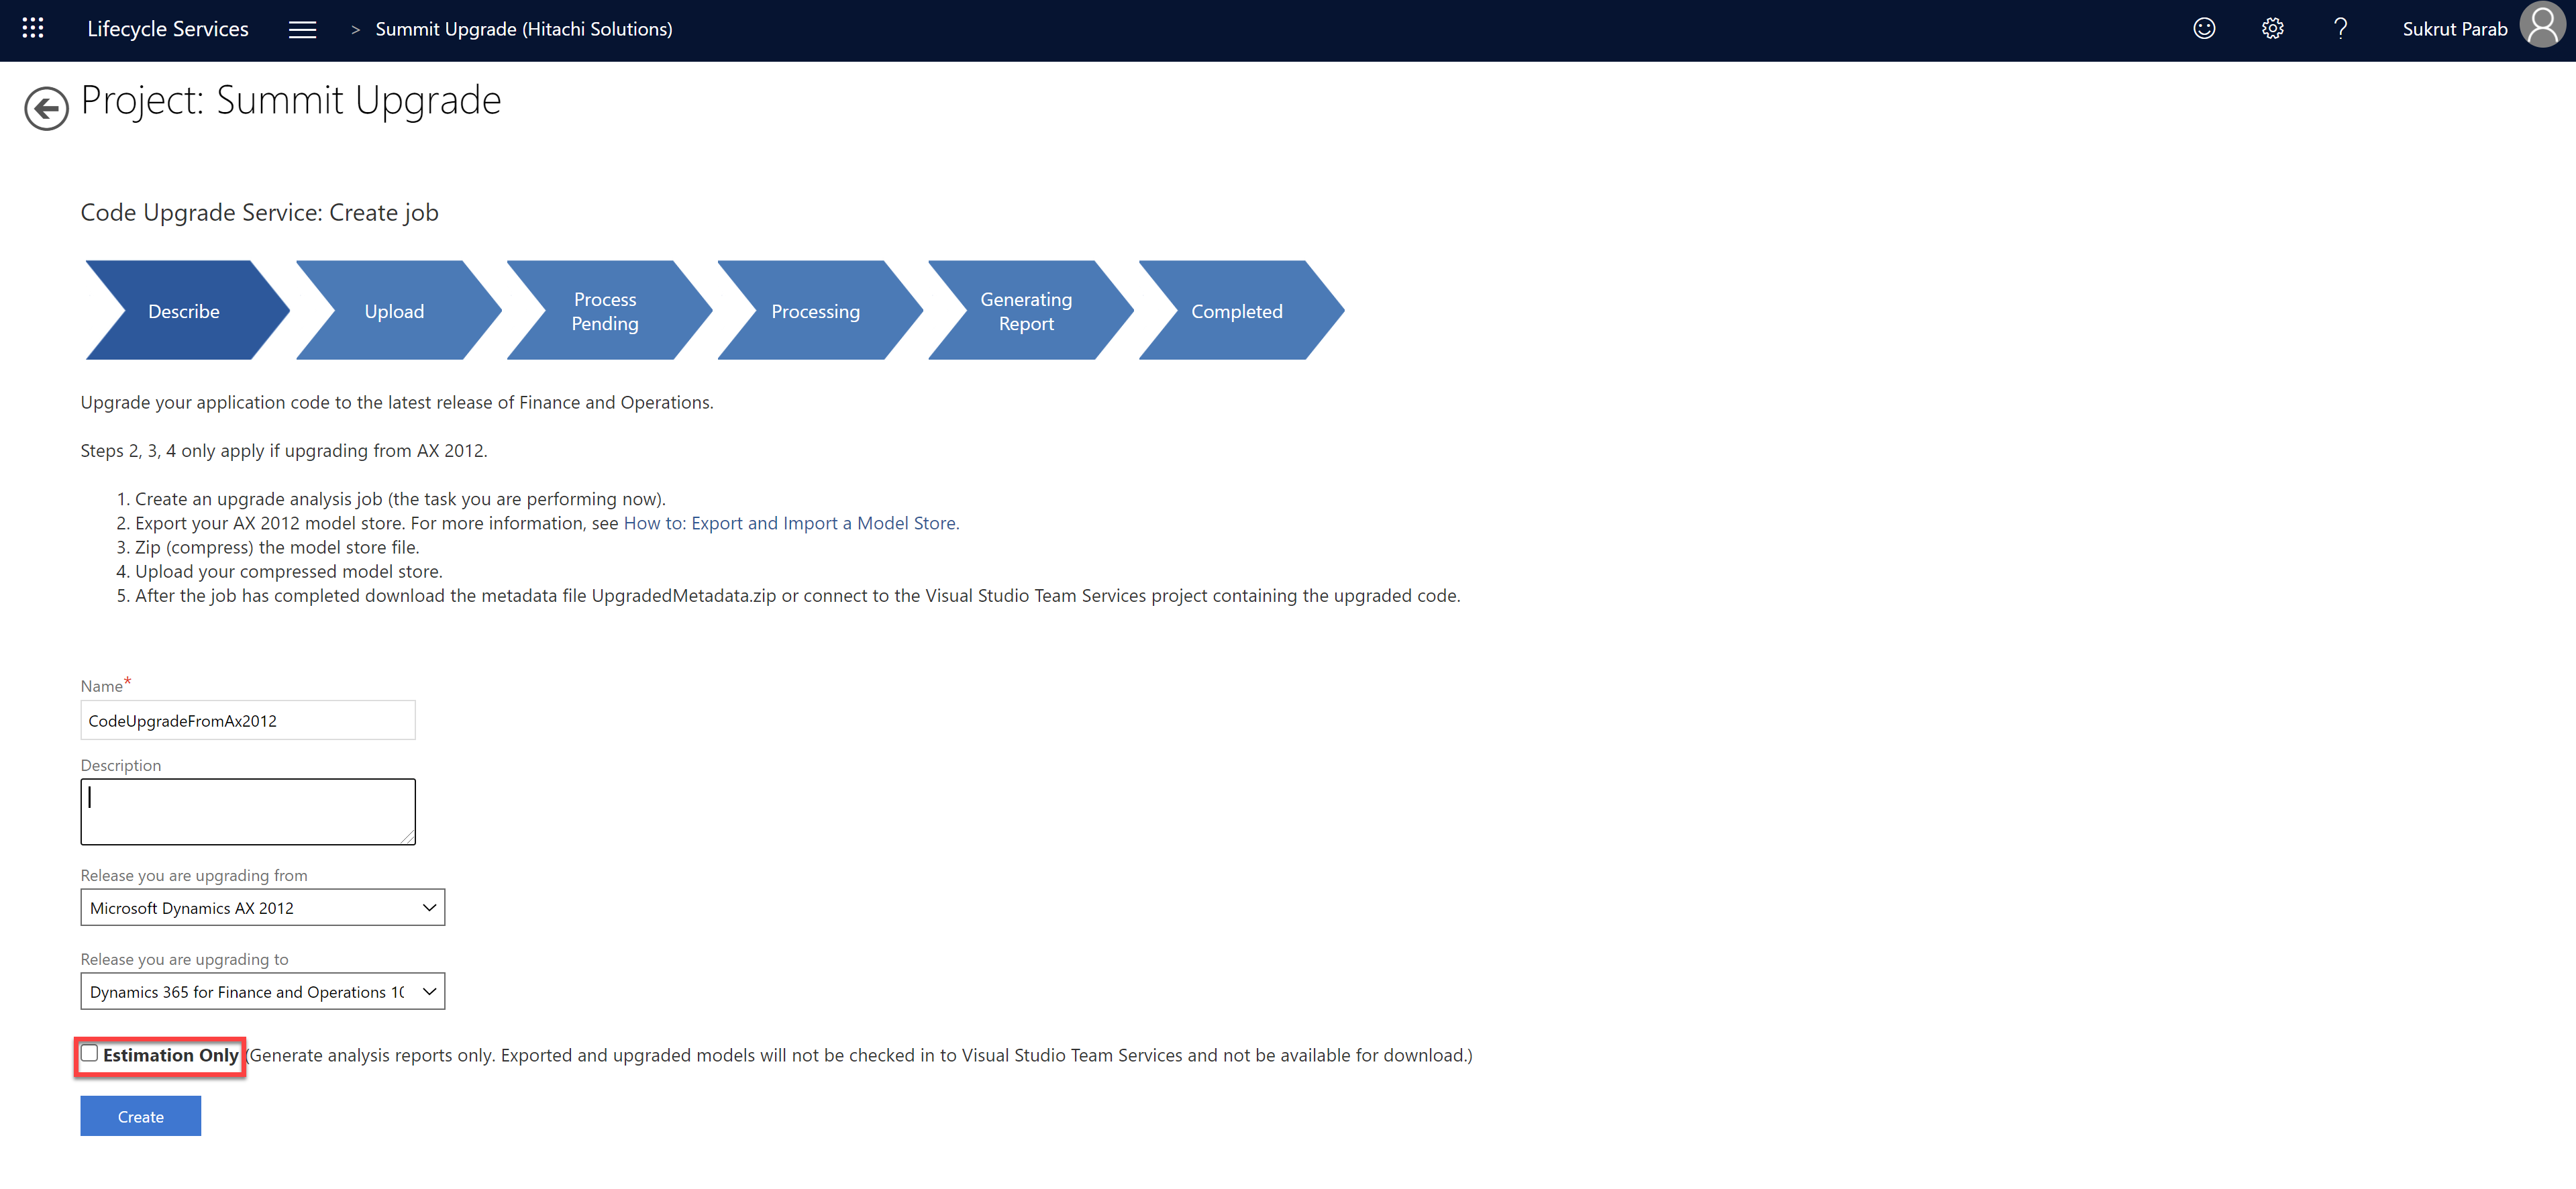 Lifecycle Services > Summit Upgrade (Hitachi Solutions) ? Sukrut Parab
Project: Summit Upgrade
Code Upgrade Service: Create job
Describe
Upload
Process
Pending
Processing
Generating
Report
Completed
Upgrade your application code to the latest release of Finance and Operations.
Steps 2, 3, 4 only apply if upgrading from AX 2012.
1. Create an upgrade analysis job (the task you are performing now).
2. Export your AX 2012 model store. For more information, see How to: Export and Import a Model Store.
3. Zip (compress) the model store file.
4. Upload your compressed model store.
5. After the job has completed download the metadata file UpgradedMetadata.zip or connect to the Visual Studio Team Services project containing the upgraded code.
Name*
CodeUpgradeFromAx2012
Description
Release you are upgrading from
Microsoft Dynamics AX 2012
Release you are upgrading to
Dynamics 365 for Finance and Operations 10
Estimation Only (Generate analysis reports only. Exported and upgraded models will not be checked in to Visual Studio Team Services and not be available for download.)
Create